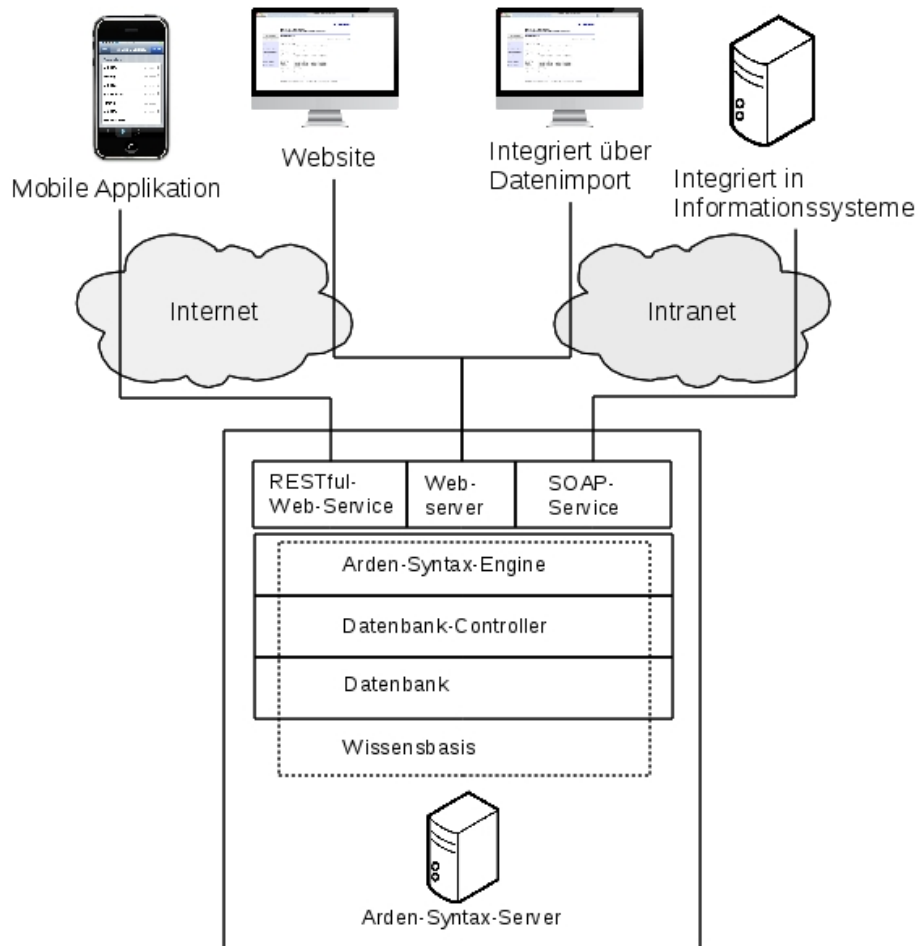 Mobile Applikation
Website
Integriert über
Datenimport
Integriert in
Informationssysteme
Internet
Intranet
RESTful-
Web-Service
Web-
server
SOAP-
Service
Arden-Syntax-Engine
Datenbank-Controller
Datenbank
Wissensbasis
Arden-Syntax-Server